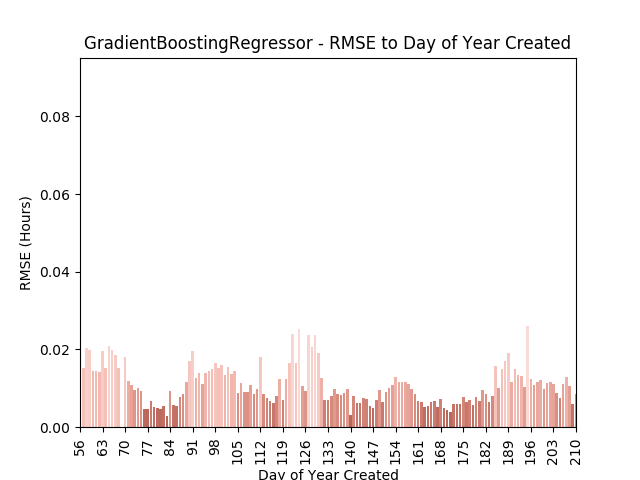 GradientBoostingRegressor - RMSE to Day of Year Created
0.08
0.06
0.04
0.02
0.00
RMSE (Hours)
56 63 70 77 84 91 98 105 112 119 126 133 140 147 154 161 168 175 182 189 196 203 210
Day of Year Created